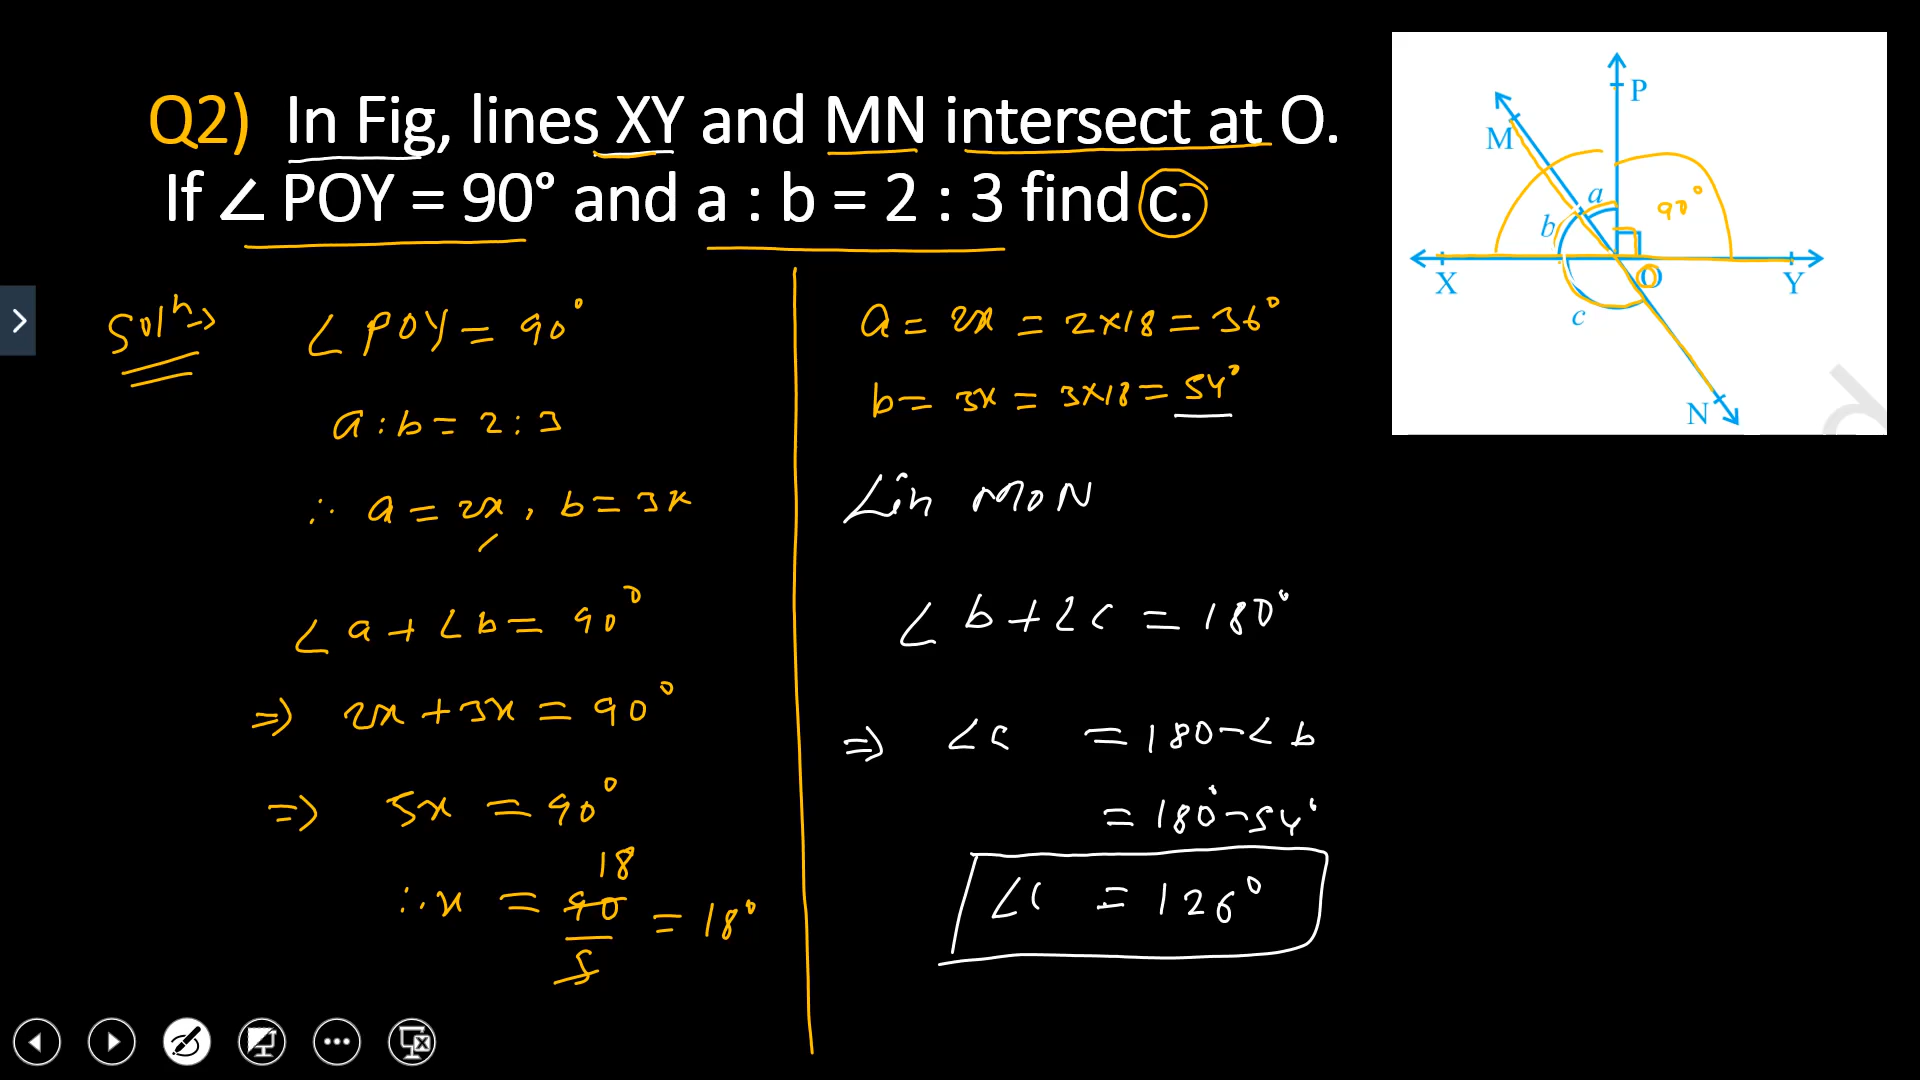 Q2) In Fig, lines XY and MN intersect at O.
If ∠ POY = 90° and a : b = 2 : 3 find c.
Solⁿ→
∠ POY = 90°
a : b = 2 : 3
∴ a = 2x, b = 3x
∠ a + ∠ b = 90°
⇒ 2x + 3x = 90°
⇒ 5x = 90°
18
∴ x = 90/5 = 18°
a = 2x = 2×18 = 36°
b = 3x = 3×18 = 54°
Lin MON
∠ b + ∠ c = 180°
⇒ ∠ c = 180 - ∠ b
= 180° - 54°
∠ c = 126°
P
M
a
90°
b
X
O
Y
c
N
d